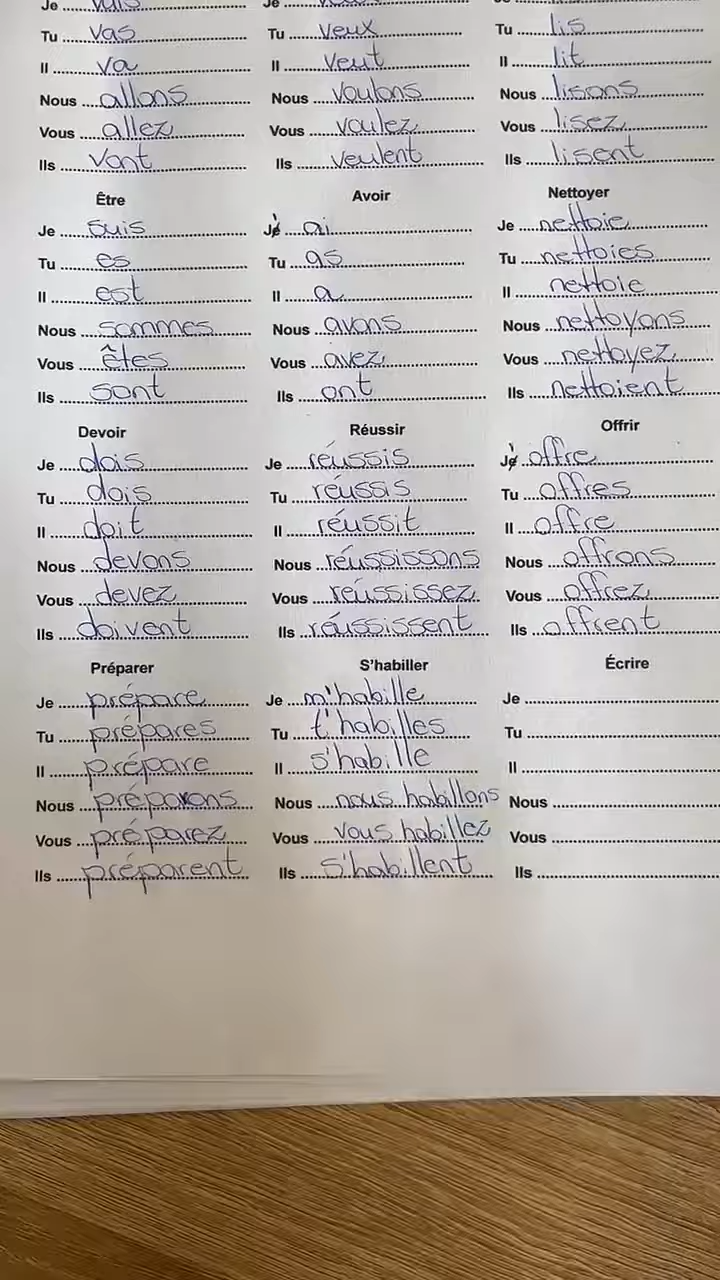 Je vais Je veux
Tu vas Tu veux Tu lis
Il va Il veut Il lit
Nous allons Nous voulons Nous lisons
Vous allez Vous voulez Vous lisez
Ils vont Ils veulent Ils lisent
Être Avoir Nettoyer
Je suis J' ai Je nettoie
Tu es Tu as Tu nettoies
Il est Il a Il nettoie
Nous sommes Nous avons Nous nettoyons
Vous êtes Vous avez Vous nettoyez
Ils sont Ils ont Ils nettoient
Devoir Réussir Offrir
Je dois Je réussis J' offre
Tu dois Tu réussis Tu offres
Il doit Il réussit Il offre
Nous devons Nous réussissons Nous offrons
Vous devez Vous réussissez Vous offrez
Ils doivent Ils réussissent Ils offrent
Préparer S'habiller Écrire
Je prépare Je m'habille Je
Tu prépares Tu t'habilles Tu
Il prépare Il s'habille Il
Nous préparons Nous nous habillons Nous
Vous préparez Vous vous habillez Vous
Ils préparent Ils s'habillent Ils